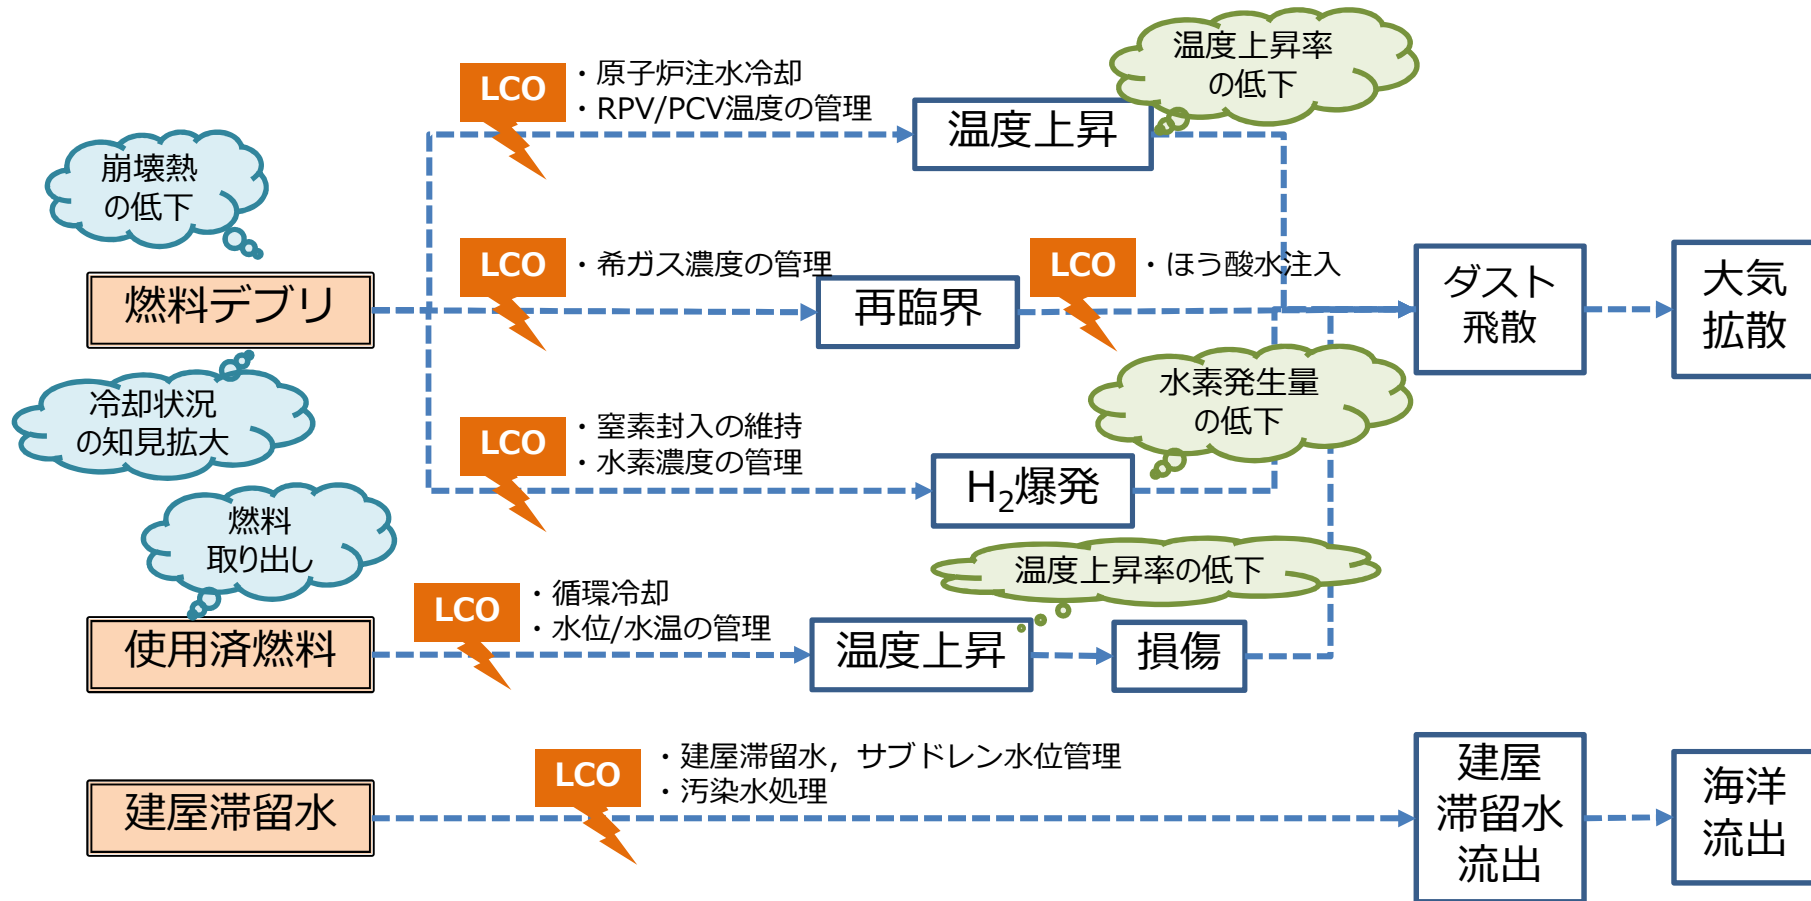 温度上昇率
の低下
LCO
・原子炉注水冷却
・RPV/PCV温度の管理
温度上昇
崩壊熱
の低下
LCO
・希ガス濃度の管理
LCO
・ほう酸水注入
燃料デブリ
再臨界
ダスト
飛散
大気
拡散
冷却状況
の知見拡大
水素発生量
の低下
LCO
・窒素封入の維持
・水素濃度の管理
H₂爆発
燃料
取り出し
温度上昇率の低下
LCO
・循環冷却
・水位/水温の管理
使用済燃料
温度上昇
損傷
LCO
・建屋滞留水，サブドレン水位管理
・汚染水処理
建屋滞留水
建屋
滞留水
流出
海洋
流出